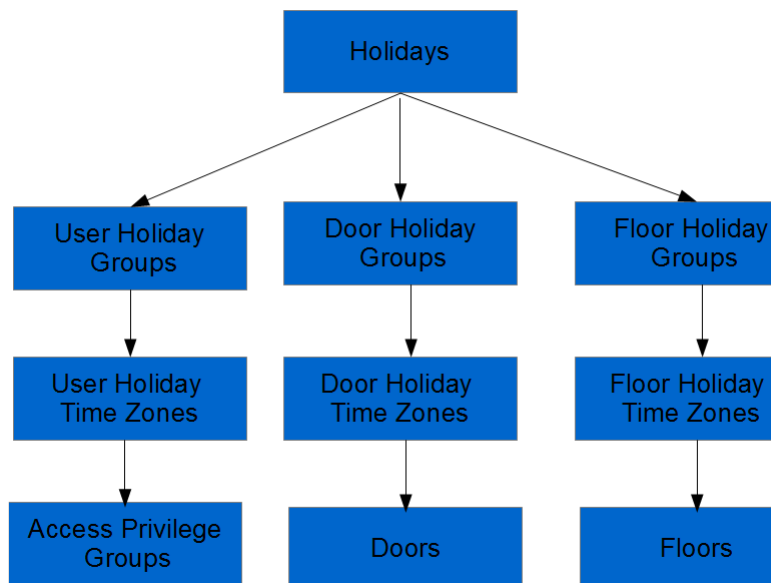 Holidays
User Holiday
Groups
Door Holiday
Groups
Floor Holiday
Groups
User Holiday
Time Zones
Door Holiday
Time Zones
Floor Holiday
Time Zones
Access Privilege
Groups
Doors
Floors